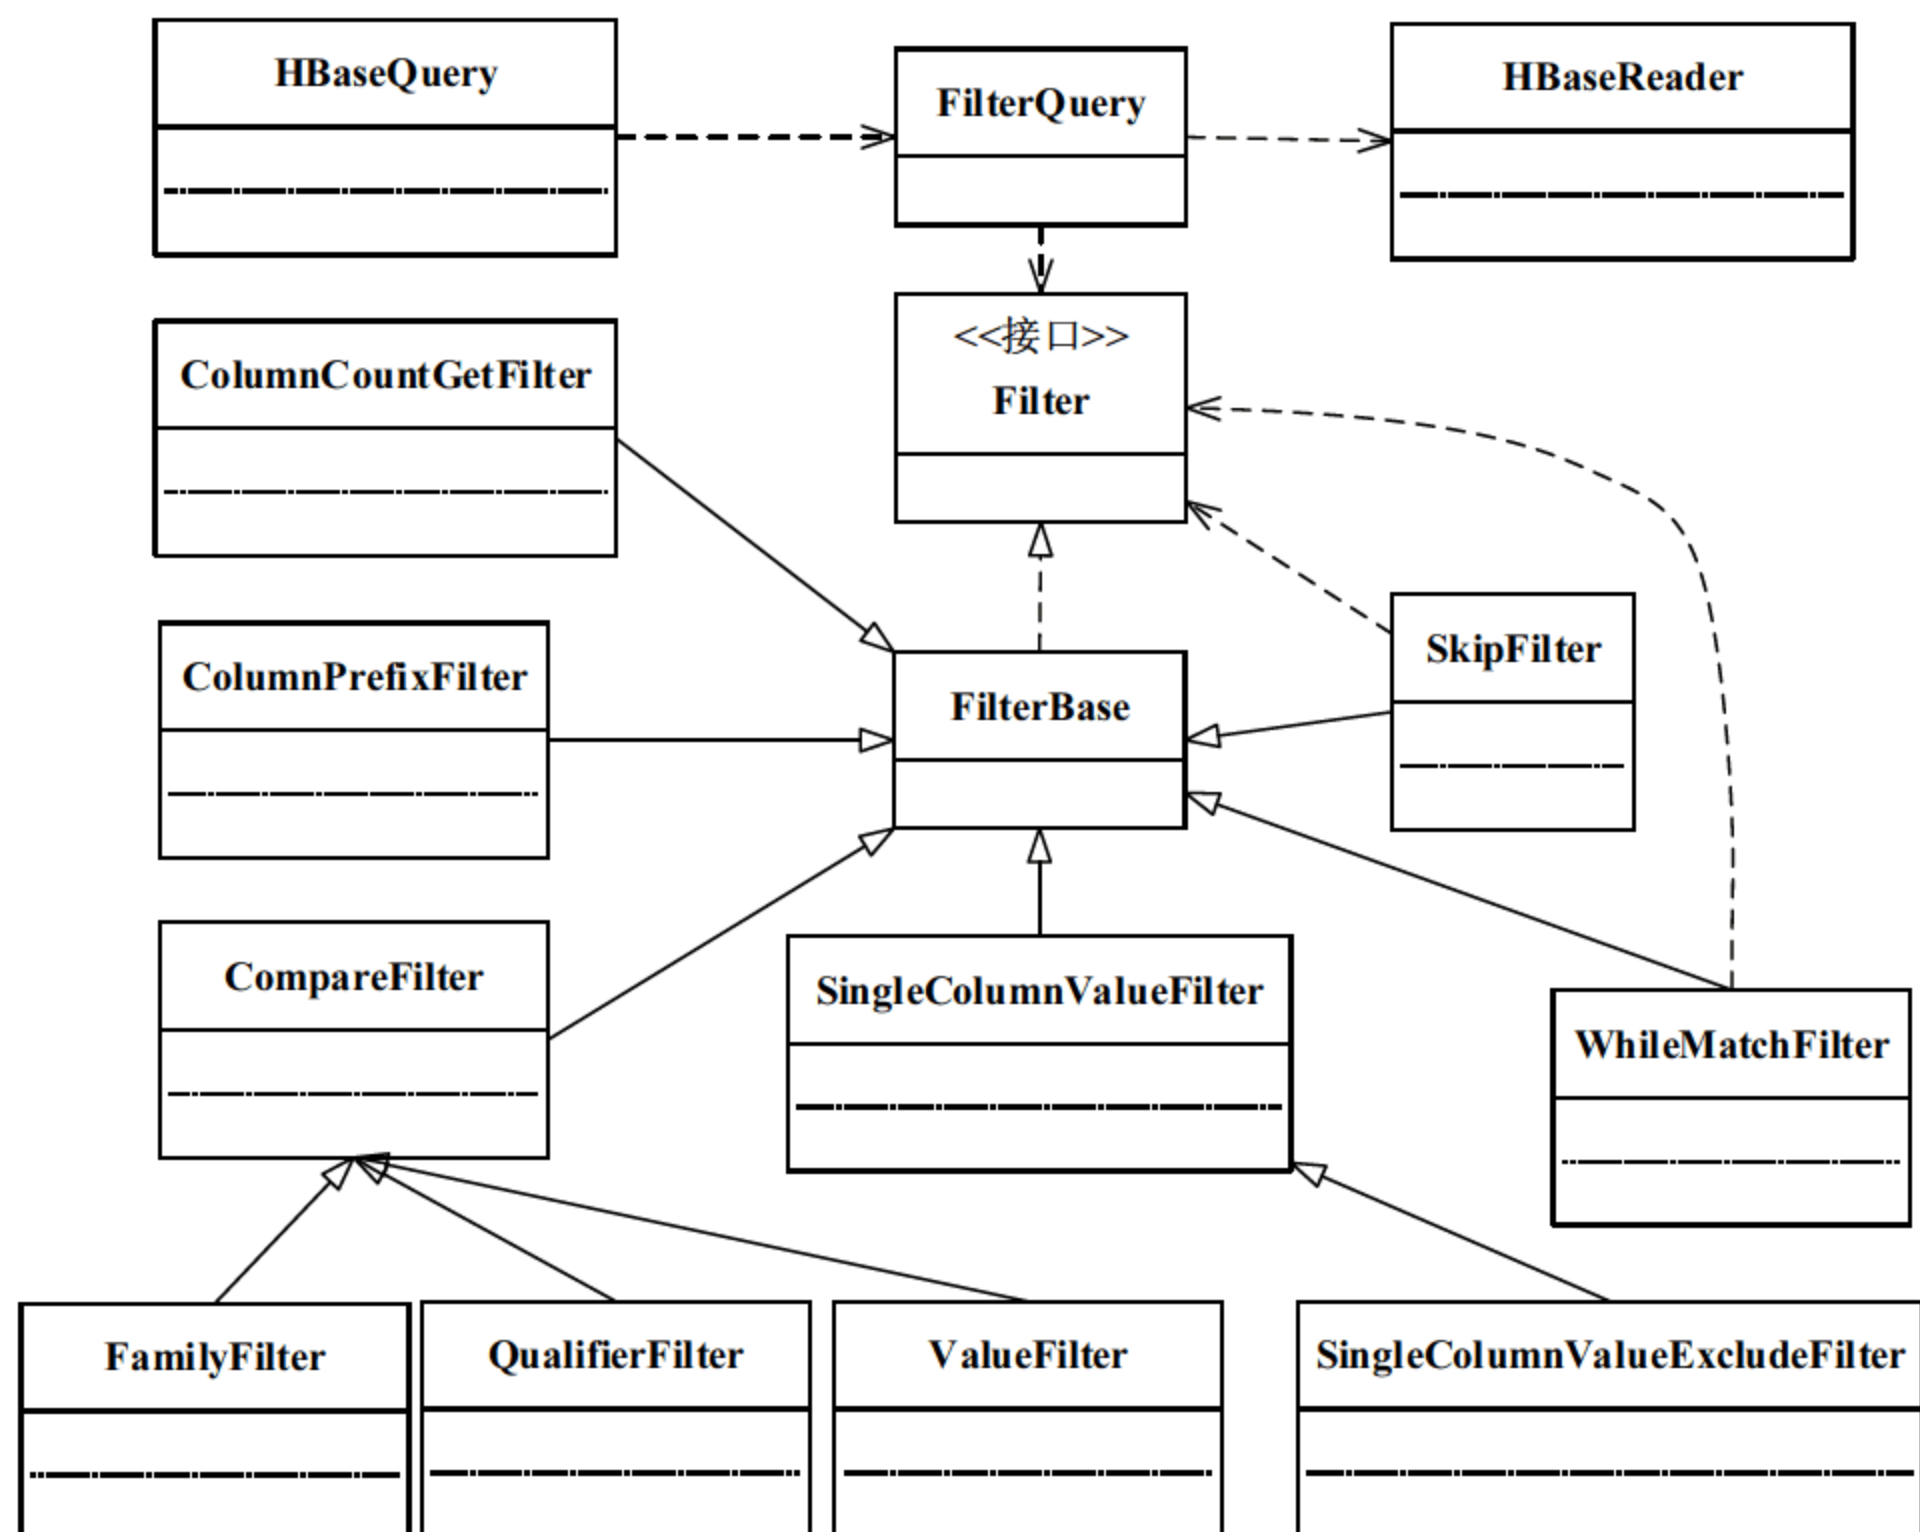 HBaseQuery
FilterQuery
HBaseReader
<<接口>>
Filter
ColumnCountGetFilter
ColumnPrefixFilter
FilterBase
SkipFilter
CompareFilter
SingleColumnValueFilter
WhileMatchFilter
FamilyFilter
QualifierFilter
ValueFilter
SingleColumnValueExcludeFilter